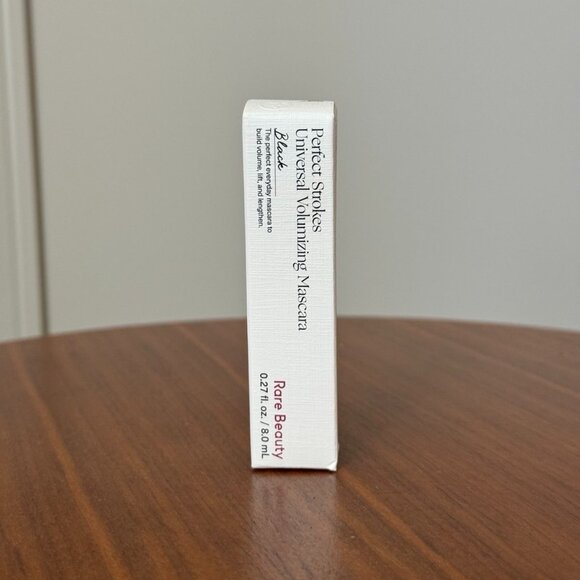 Perfect Strokes
Universal Volumizing Mascara
Black
The perfect everyday mascara to
build volume, lift, and lengthen.
Rare Beauty
0.27 fl. oz. / 8.0 mL